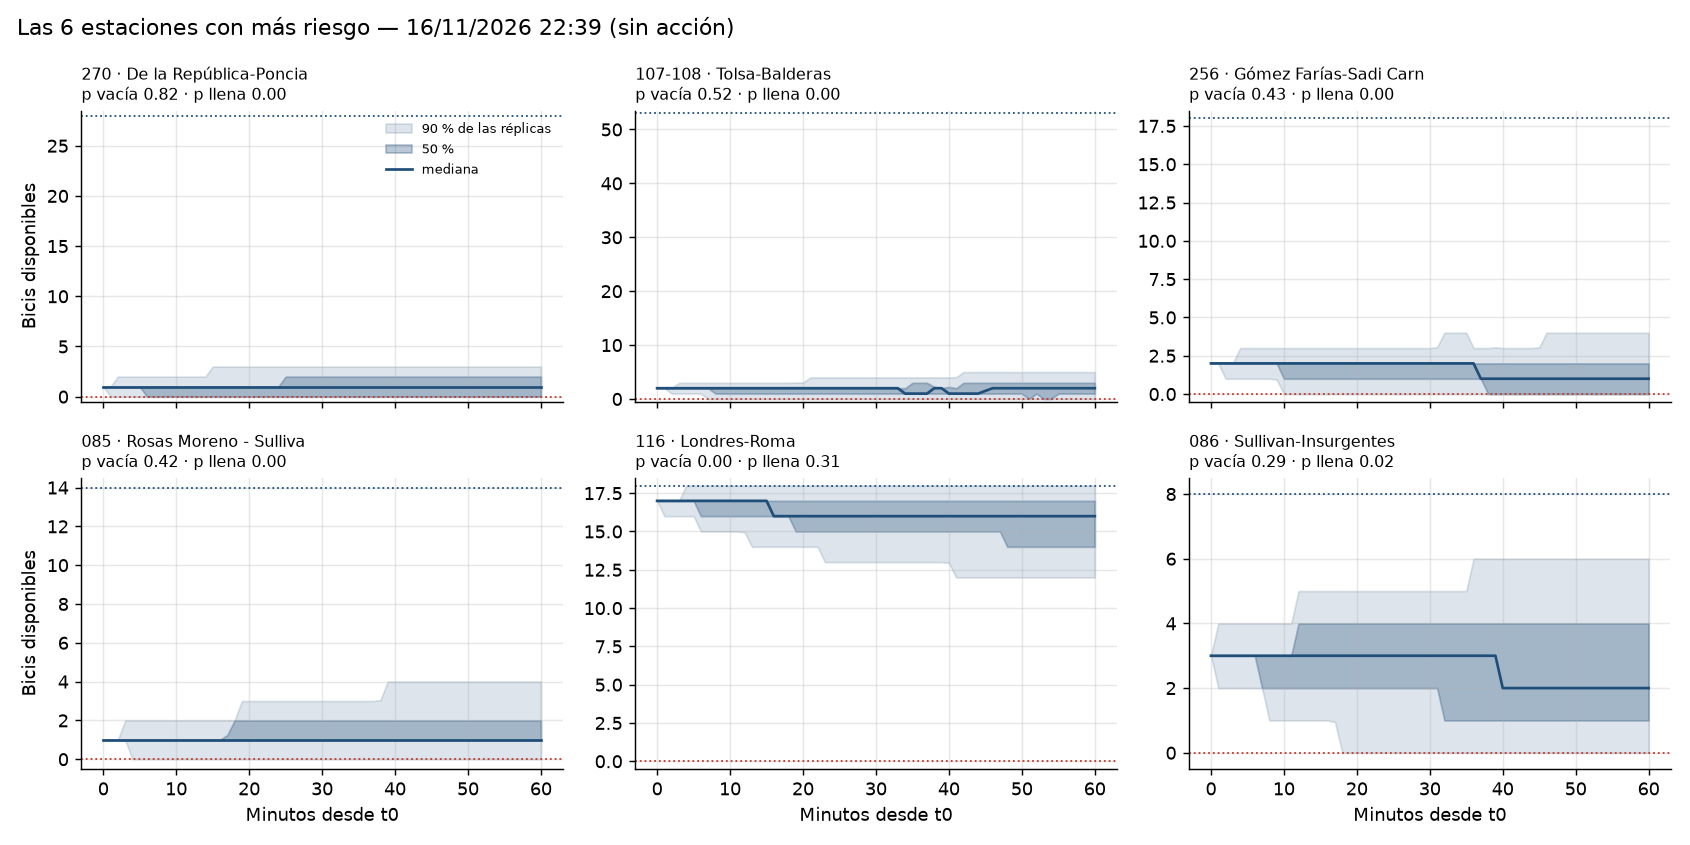 Las 6 estaciones con más riesgo — 16/11/2026 22:39 (sin acción)
270 · De la República-Poncia
p vacía 0.82 · p llena 0.00
107-108 · Tolsa-Balderas
p vacía 0.52 · p llena 0.00
256 · Gómez Farías-Sadi Carn
p vacía 0.43 · p llena 0.00
90 % de las réplicas
50 %
mediana
Bicis disponibles
25
20
15
10
5
0
50
40
30
20
10
0
17.5
15.0
12.5
10.0
7.5
5.0
2.5
0.0
085 · Rosas Moreno - Sulliva
p vacía 0.42 · p llena 0.00
116 · Londres-Roma
p vacía 0.00 · p llena 0.31
086 · Sullivan-Insurgentes
p vacía 0.29 · p llena 0.02
Bicis disponibles
14
12
10
8
6
4
2
0
17.5
15.0
12.5
10.0
7.5
5.0
2.5
0.0
8
6
4
2
0
0 10 20 30 40 50 60
0 10 20 30 40 50 60
0 10 20 30 40 50 60
Minutos desde t0
Minutos desde t0
Minutos desde t0